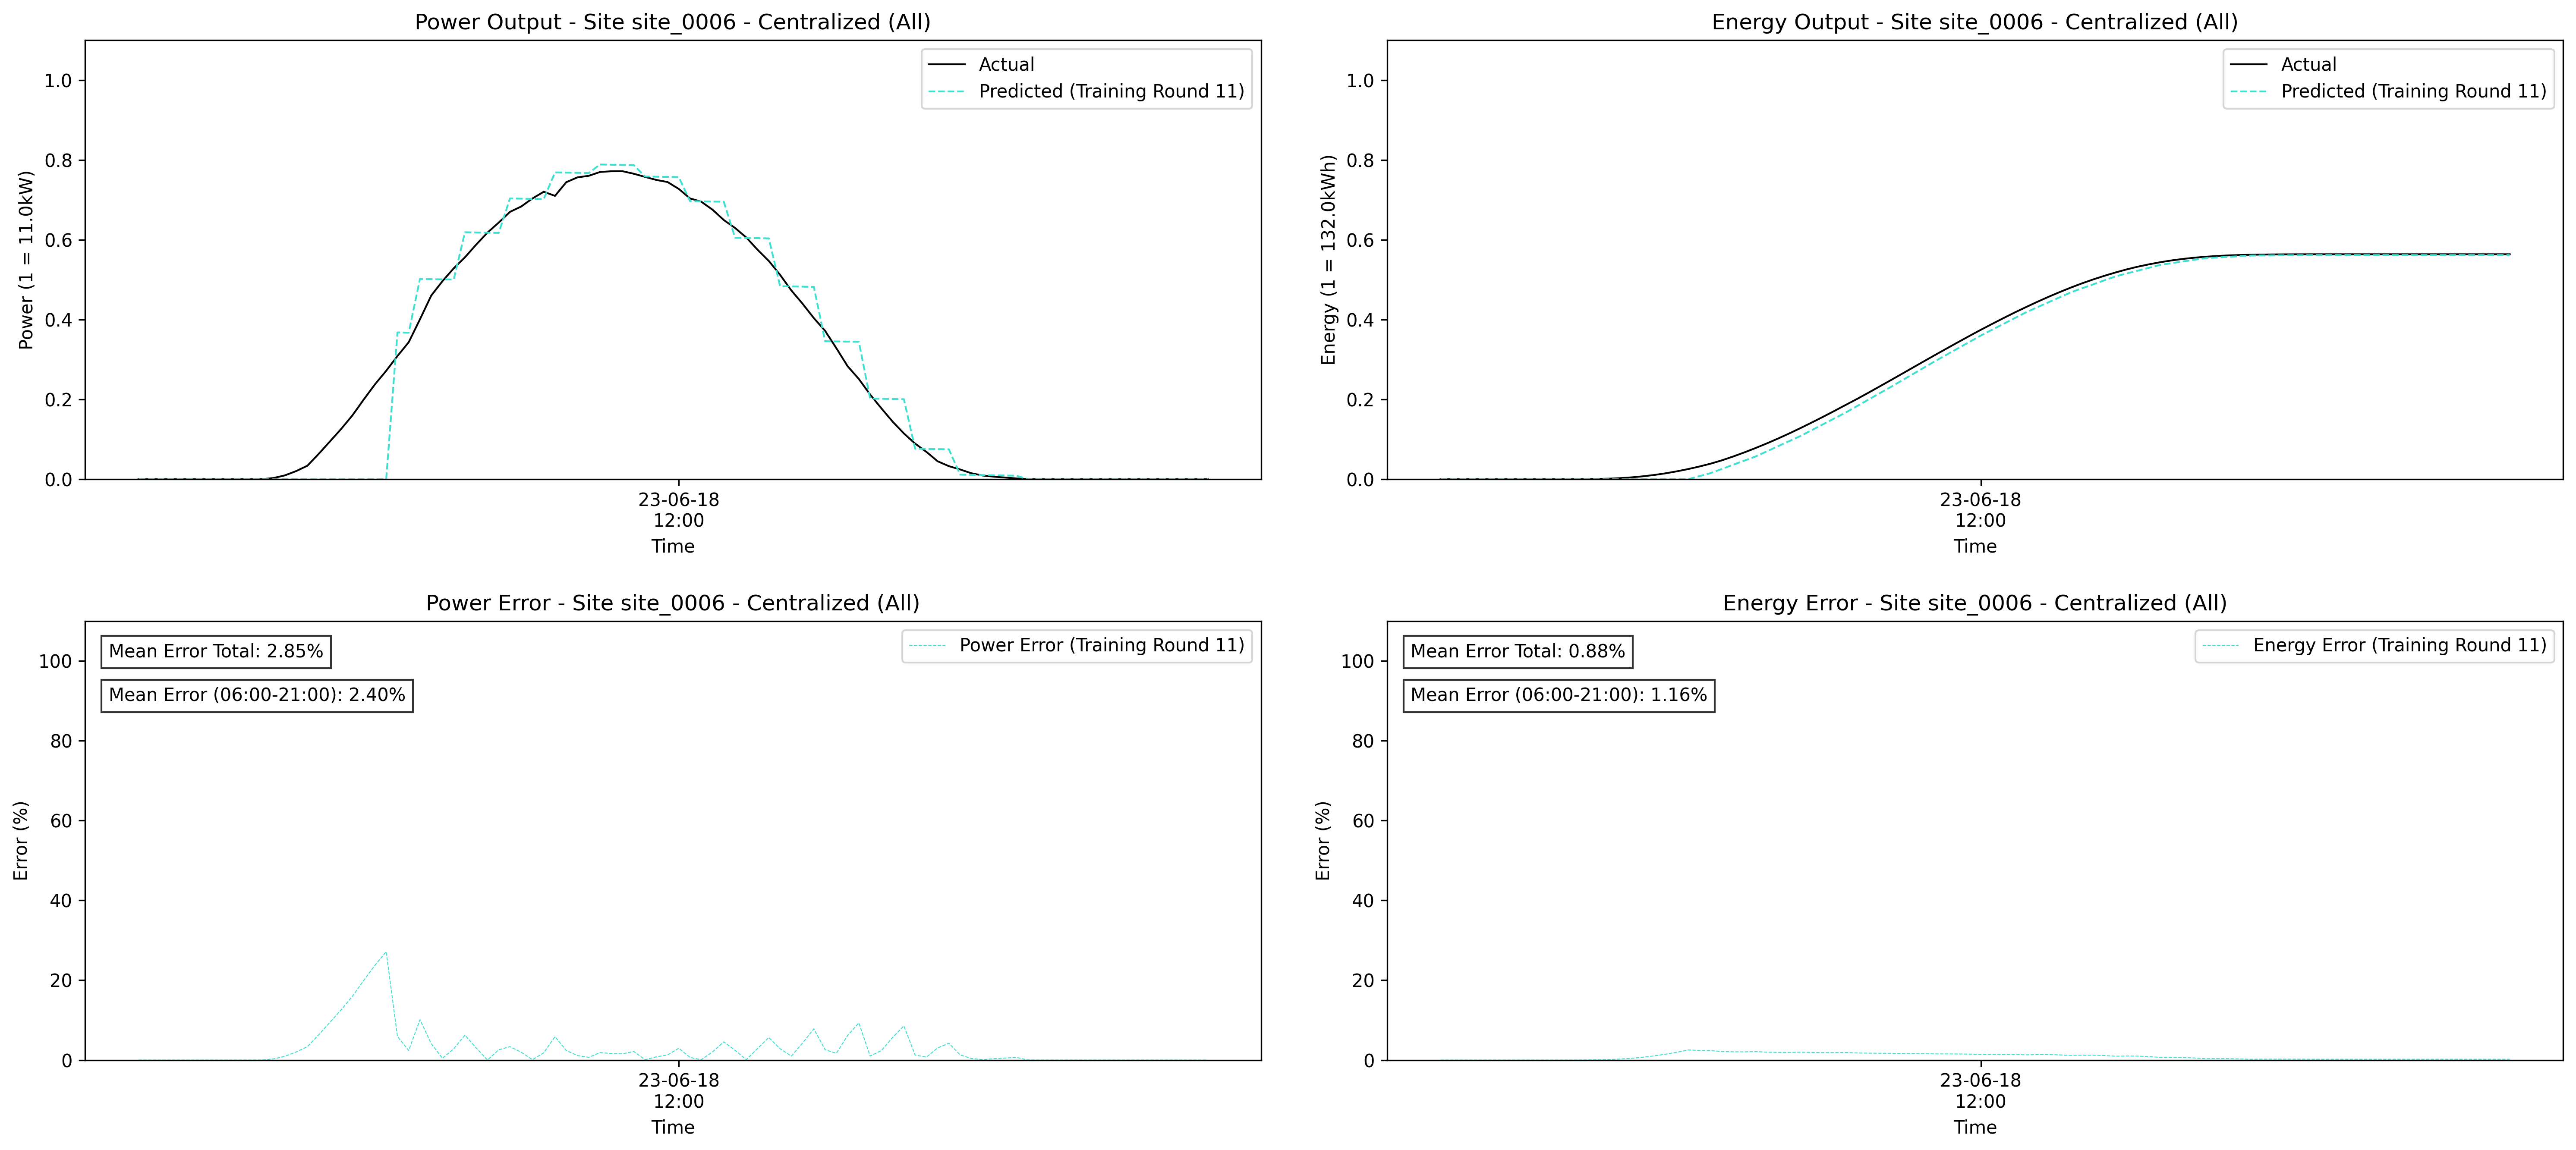 Power Output - Site site_0006 - Centralized (All)
Power (1 = 11.0kW)
1.0
0.8
0.6
0.4
0.2
0.0
Actual
Predicted (Training Round 11)
23-06-18
12:00
Time
Energy Output - Site site_0006 - Centralized (All)
Energy (1 = 132.0kWh)
1.0
0.8
0.6
0.4
0.2
0.0
Actual
Predicted (Training Round 11)
23-06-18
12:00
Time
Power Error - Site site_0006 - Centralized (All)
Error (%)
100
80
60
40
20
0
Mean Error Total: 2.85%
Mean Error (06:00-21:00): 2.40%
Power Error (Training Round 11)
23-06-18
12:00
Time
Energy Error - Site site_0006 - Centralized (All)
Error (%)
100
80
60
40
20
0
Mean Error Total: 0.88%
Mean Error (06:00-21:00): 1.16%
Energy Error (Training Round 11)
23-06-18
12:00
Time